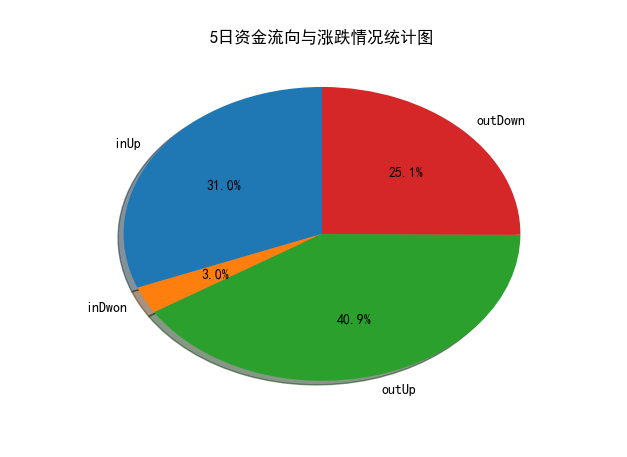 5日资金流向与涨跌情况统计图
outDown
inUp
25.1%
31.0%
3.0%
inDwon
40.9%
outUp